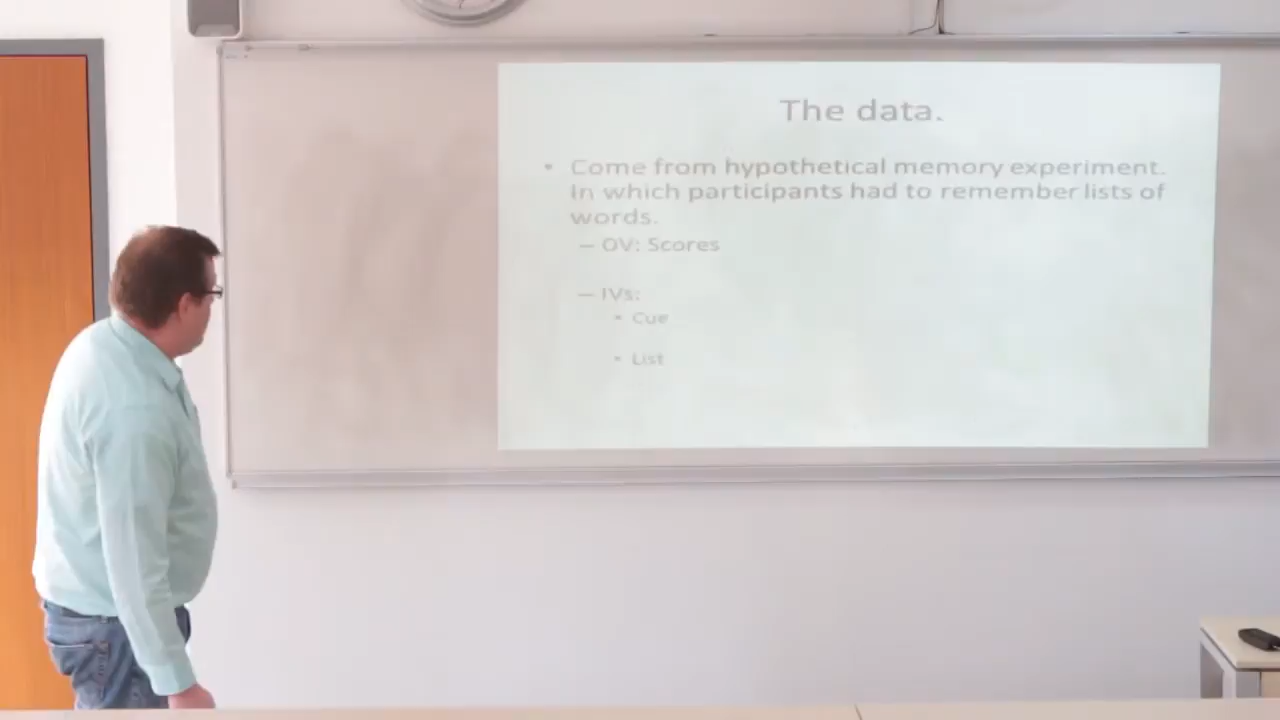 The data.
• Come from hypothetical memory experiment.
In which participants had to remember lists of
words.
– OV: Scores
– IVs:
• Cue
• List